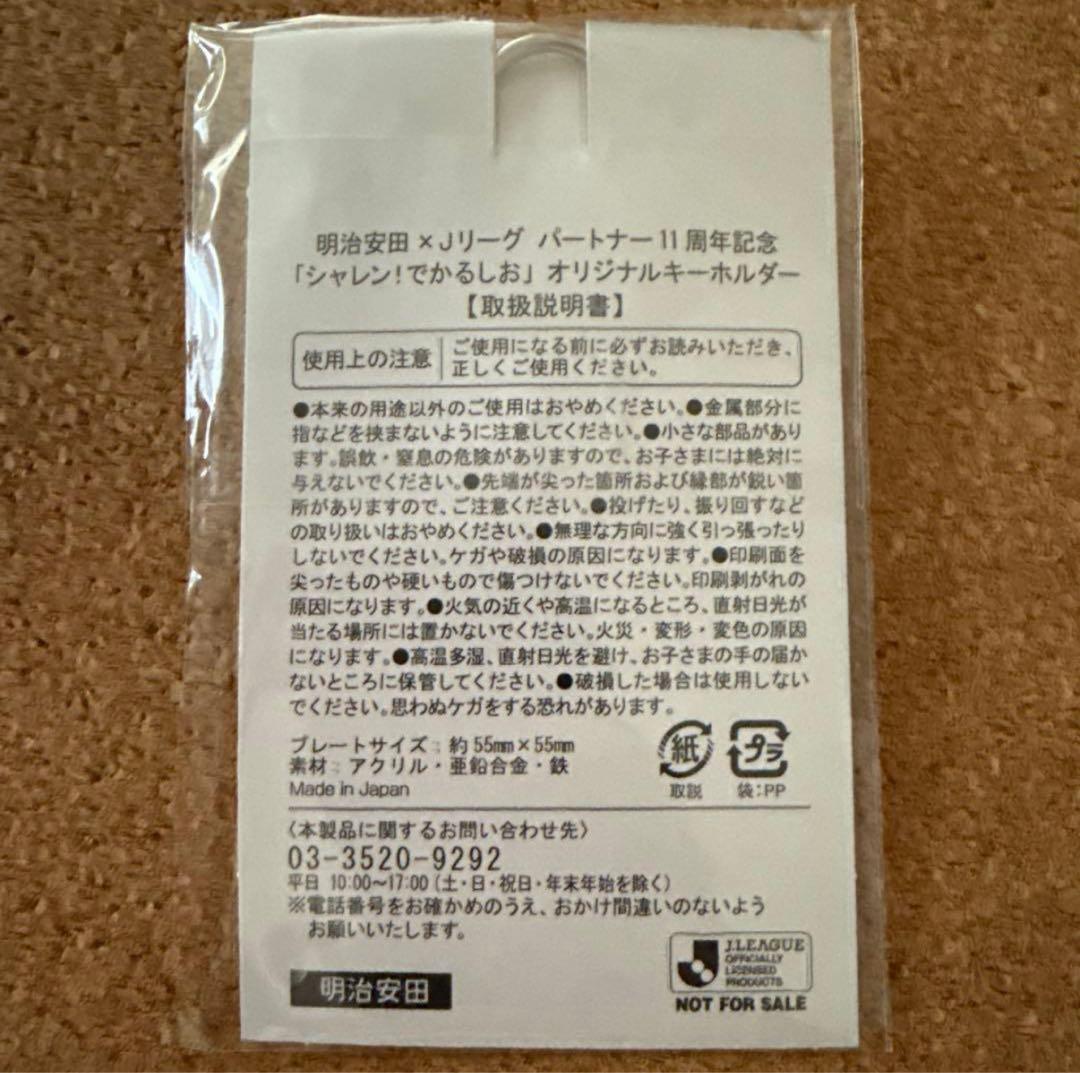 明治安田×Jリーグ パートナー11周年記念
「シャレン!でかるしお」オリジナルキーホルダー
【取扱説明書】
使用上の注意
ご使用になる前に必ずお読みいただき、
正しくご使用ください。
●本来の用途以外のご使用はおやめください。●金属部分に
指などを挟まないように注意してください。●小さな部品があり
ます。誤飲・窒息の危険がありますので、お子さまには絶対に
与えないでください。●先端が尖った箇所および縁部が鋭い箇
所がありますので、ご注意ください。●投げたり、振り回すなど
の取り扱いはおやめください。●無理な方向に強く引っ張ったり
しないでください。ケガや破損の原因になります。●印刷面を
尖ったものや硬いもので傷つけないでください。印刷剥がれの
原因になります。●火気の近くや高温になるところ、直射日光が
当たる場所には置かないでください。火災・変形・変色の原因
になります。●高温多湿、直射日光を避け、お子さまの手の届か
ないところに保管してください。●破損した場合は使用しない
でください。思わぬケガをする恐れがあります。
プレートサイズ：約55mm×55mm
素材：アクリル・亜鉛合金・鉄
Made in Japan
紙
取説
プラ
袋：PP
〈本製品に関するお問い合わせ先〉
03-3520-9292
平日 10:00〜17:00（土・日・祝日・年末年始を除く）
※電話番号をお確かめのうえ、おかけ間違いのないよう
お願いいたします。
明治安田
J.LEAGUE
OFFICIALLY
LICENSED
PRODUCTS
NOT FOR SALE